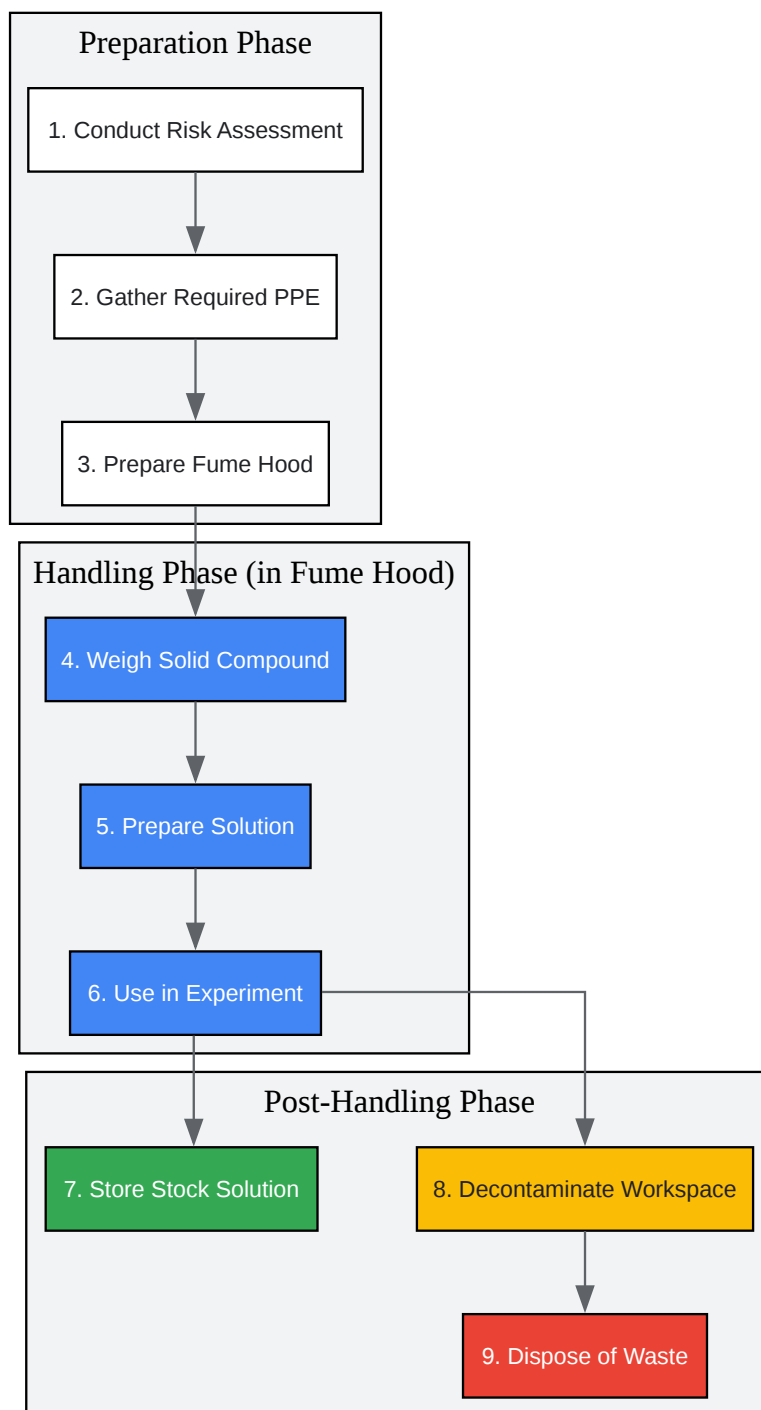 Preparation Phase
1. Conduct Risk Assessment
2. Gather Required PPE
3. Prepare Fume Hood
Handling Phase (in Fume Hood)
4. Weigh Solid Compound
5. Prepare Solution
6. Use in Experiment
Post-Handling Phase
7. Store Stock Solution
8. Decontaminate Workspace
9. Dispose of Waste